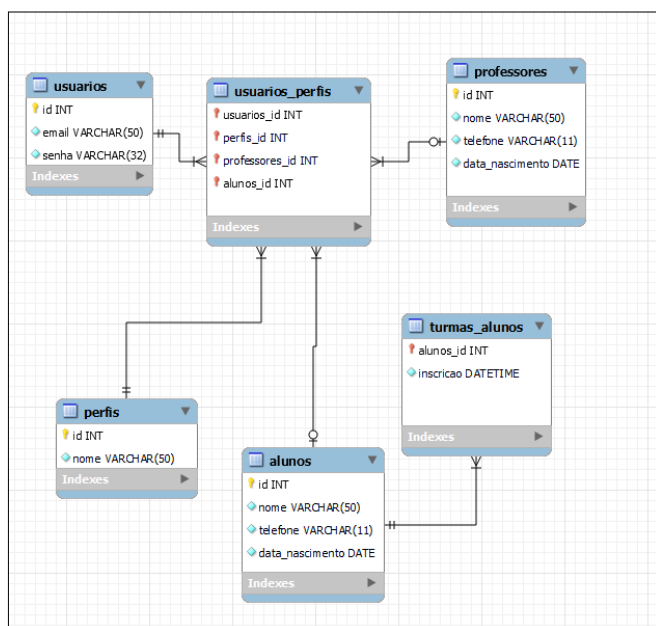 usuarios
id INT
email VARCHAR(50)
senha VARCHAR(32)
Indexes
usuarios_perfis
usuarios_id INT
perfis_id INT
professores_id INT
alunos_id INT
Indexes
professores
id INT
nome VARCHAR(50)
telefone VARCHAR(11)
data_nascimento DATE
Indexes
turmas_alunos
alunos_id INT
inscricao DATETIME
Indexes
perfis
id INT
nome VARCHAR(50)
Indexes
alunos
id INT
nome VARCHAR(50)
telefone VARCHAR(11)
data_nascimento DATE
Indexes